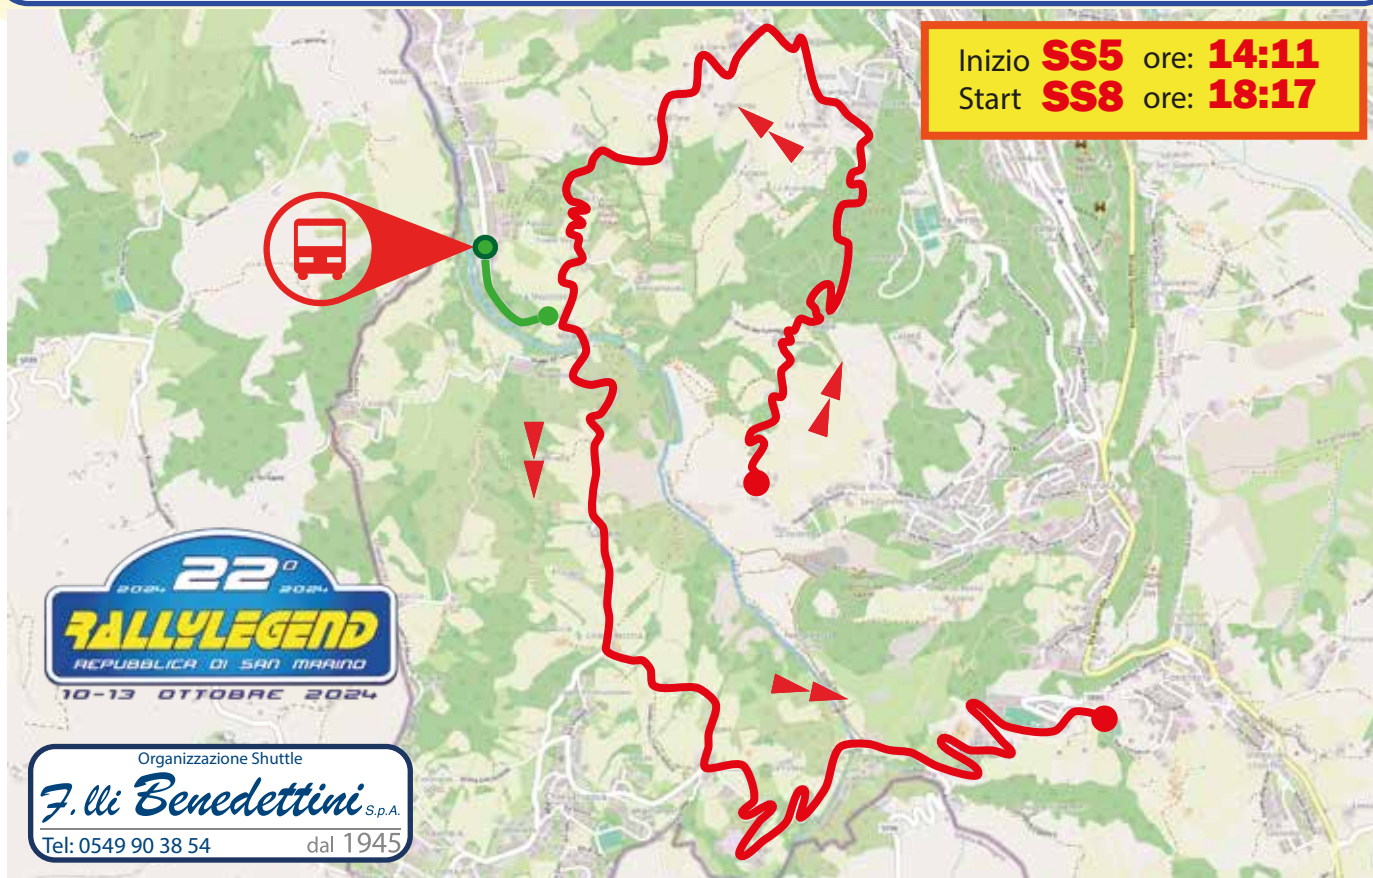 Inizio SS5 ore: 14:11
Start SS8 ore: 18:17
22°
2024 2024
RALLYLEGEND
REPUBBLICA DI SAN MARINO
10-13 OTTOBRE 2024
Organizzazione Shuttle
F.lli Benedettini S.p.A.
Tel: 0549 90 38 54 dal 1945